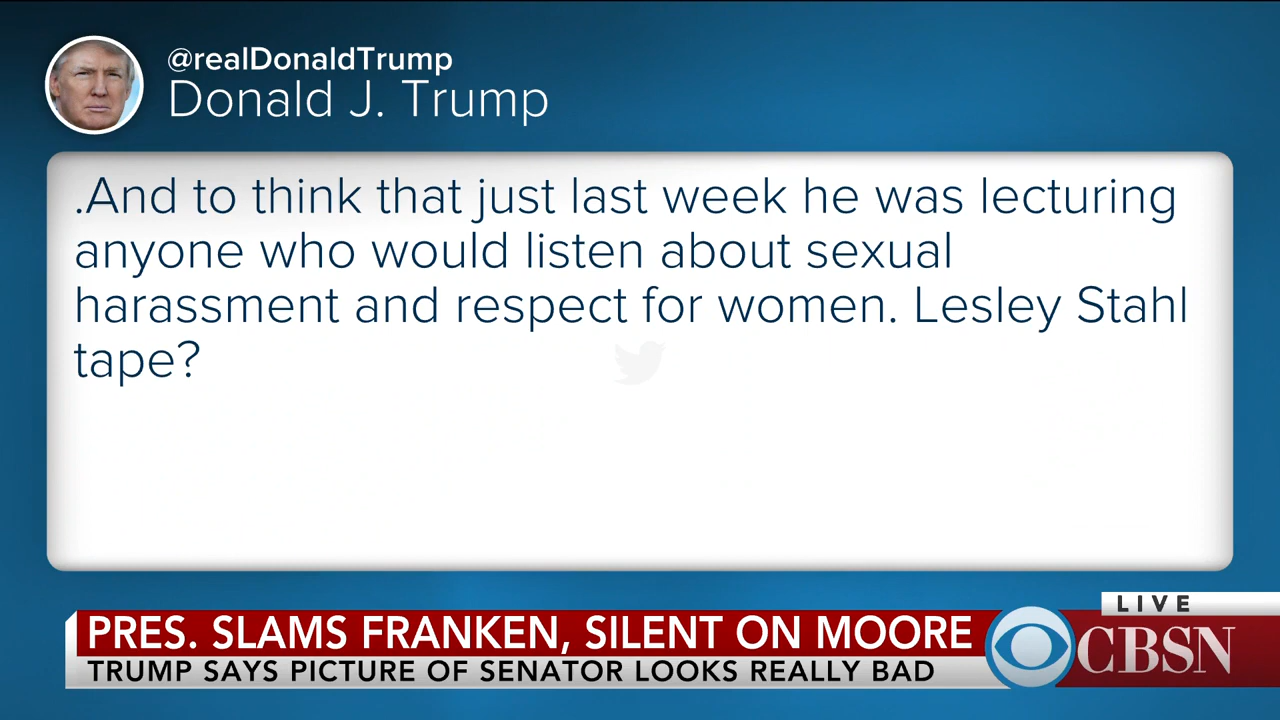 @realDonaldTrump
Donald J. Trump
.And to think that just last week he was lecturing
anyone who would listen about sexual
harassment and respect for women. Lesley Stahl
tape?
PRES. SLAMS FRANKEN, SILENT ON MOORE
TRUMP SAYS PICTURE OF SENATOR LOOKS REALLY BAD
LIVE
CBSN